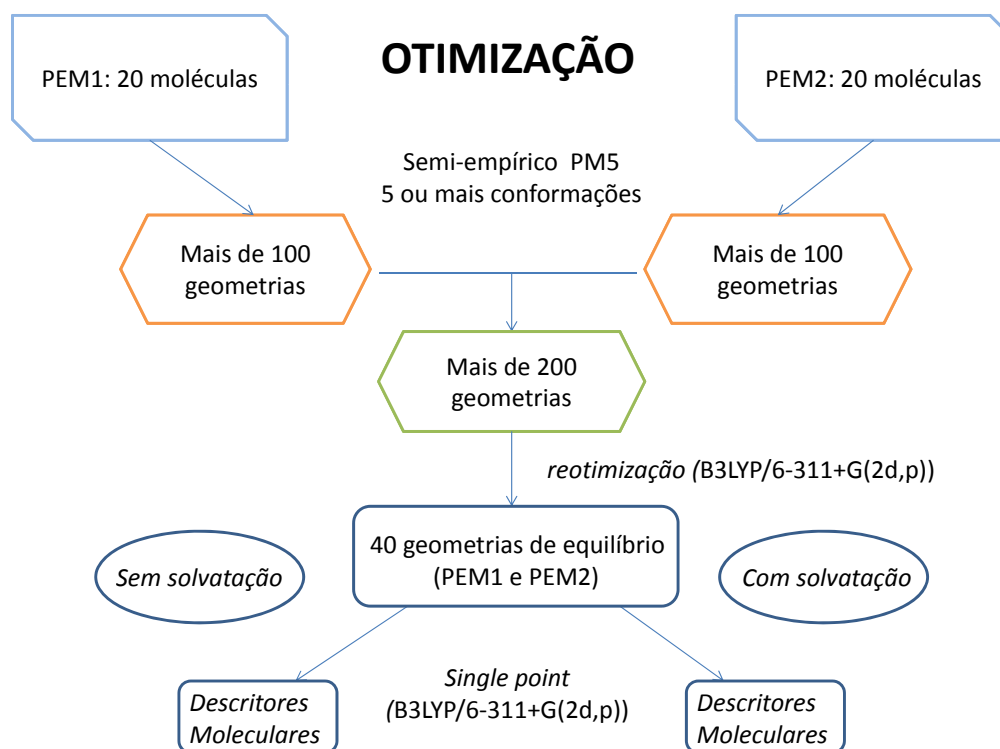 OTIMIZAÇÃO
PEM1: 20 moléculas
PEM2: 20 moléculas
Semi-empírico PM5
5 ou mais conformações
Mais de 100
geometrias
Mais de 100
geometrias
Mais de 200
geometrias
reotimização (B3LYP/6-311+G(2d,p))
40 geometrias de equilíbrio
(PEM1 e PEM2)
Sem solvatação
Com solvatação
Single point
(B3LYP/6-311+G(2d,p))
Descritores
Moleculares
Descritores
Moleculares